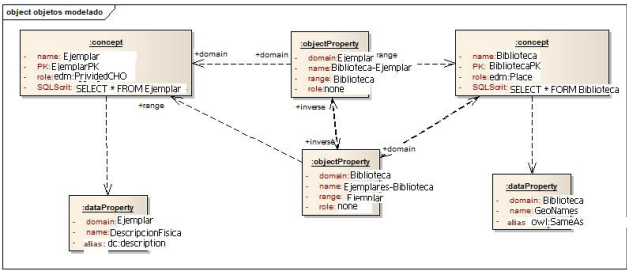 object objetos modelado
:concept
- name: Ejemplar
- PK:EjemplarPK
- role:edm:PrividedCHO
- SQLScrit: SELECT * FROM Ejemplar
+domain
+domain
:objectProperty
- domain:Ejemplar
- name:Biblioteca-Ejemplar
- range: Biblioteca
- role:none
range
:concept
- name:Biblioteca
- PK: BibliotecaPK
- role:edm:Place
- SQLScrit: SELECT * FORM Biblioteca
+range
+inverse
+inverse
+domain
:objectProperty
- domain:Biblioteca
- name: Ejemplares-Biblioteca
- range:
- role: none
:dataProperty
- domain:Ejemplar
- name:DescripcionFisica
- alias: dc:description
:dataProperty
- domain: Biblioteca
- name:GeoNames
- alias owl:SameAs